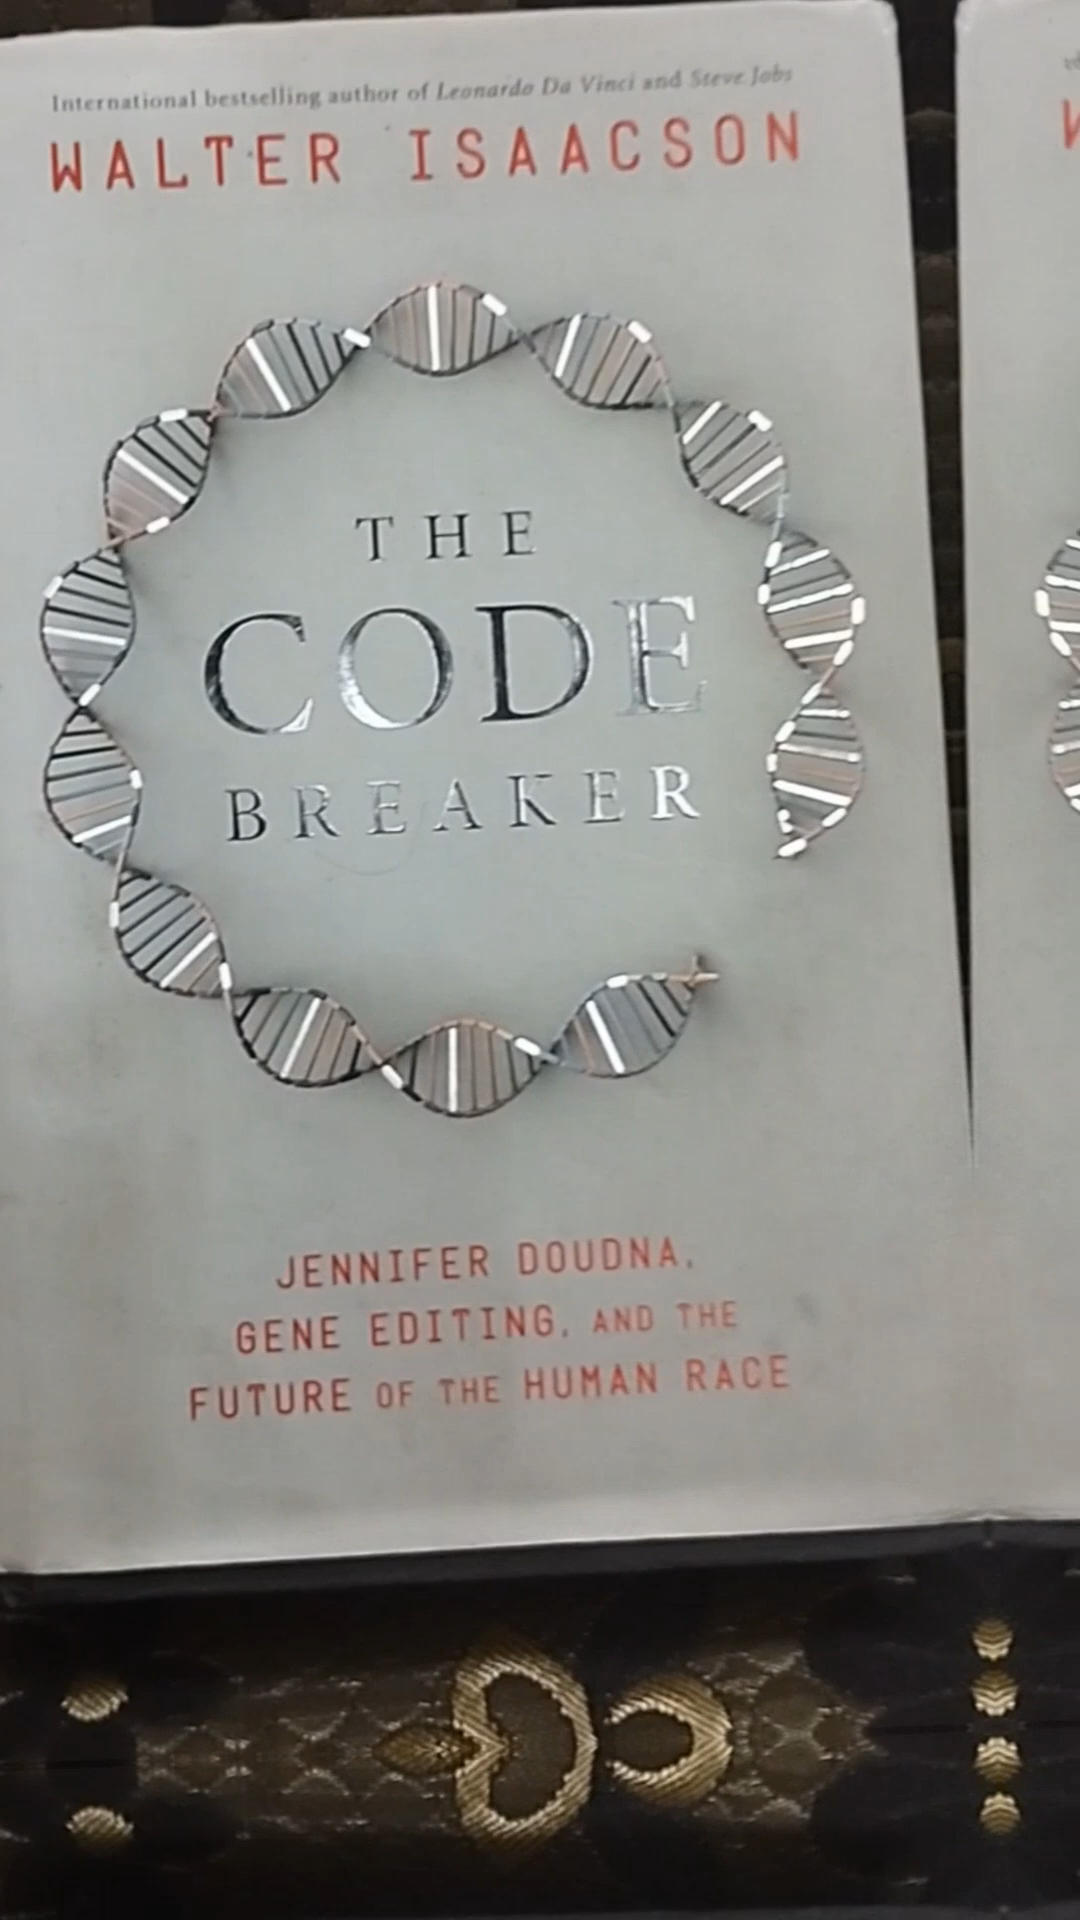 International bestselling author of Leonardo Da Vinci and Steve Jobs
WALTER ISAACSON
THE
CODE
BREAKER
JENNIFER DOUDNA,
GENE EDITING, AND THE
FUTURE OF THE HUMAN RACE